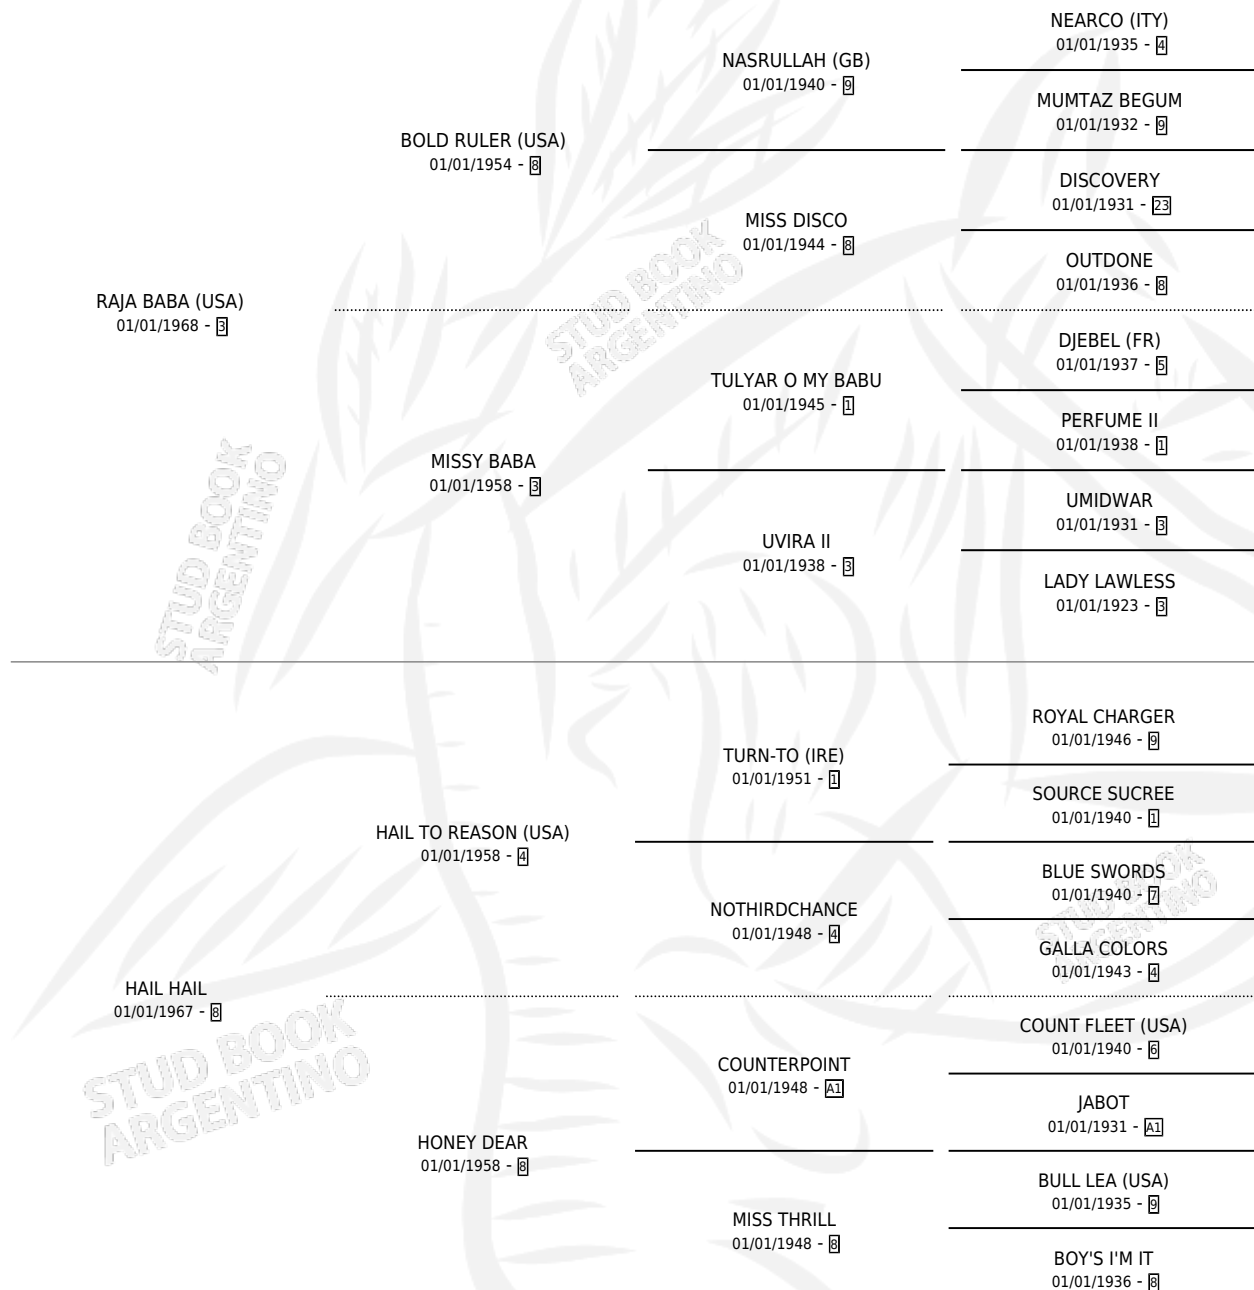 NEARCO (ITY)
01/01/1935 - 4
NASRULLAH (GB)
01/01/1940 - 9
MUMTAZ BEGUM
01/01/1932 - 9
BOLD RULER (USA)
01/01/1954 - 8
DISCOVERY
01/01/1931 - 23
MISS DISCO
01/01/1944 - 8
OUTDONE
01/01/1936 - 8
RAJA BABA (USA)
01/01/1968 - 3
STUD BOOK
ARGENTINO
DJEBEL (FR)
01/01/1937 - 5
TULYAR O MY BABU
01/01/1945 - 1
PERFUME II
01/01/1938 - 1
MISSY BABA
01/01/1958 - 3
UMIDWAR
01/01/1931 - 3
UVIRA II
01/01/1938 - 3
LADY LAWLESS
01/01/1923 - 3
STUD BOOK
ARGENTINO
ROYAL CHARGER
01/01/1946 - 9
TURN-TO (IRE)
01/01/1951 - 1
SOURCE SUCREE
01/01/1940 - 1
HAIL TO REASON (USA)
01/01/1958 - 4
BLUE SWORDS
01/01/1940 - 7
NOTHIRDCHANCE
01/01/1948 - 4
GALLA COLORS
01/01/1943 - 4
STUD BOOK
ARGENTINO
HAIL HAIL
01/01/1967 - 8
STUD BOOK
ARGENTINO
COUNT FLEET (USA)
01/01/1940 - 6
COUNTERPOINT
01/01/1948 - A1
JABOT
01/01/1931 - A1
HONEY DEAR
01/01/1958 - 8
BULL LEA (USA)
01/01/1935 - 9
MISS THRILL
01/01/1948 - 8
BOY'S I'M IT
01/01/1936 - 8